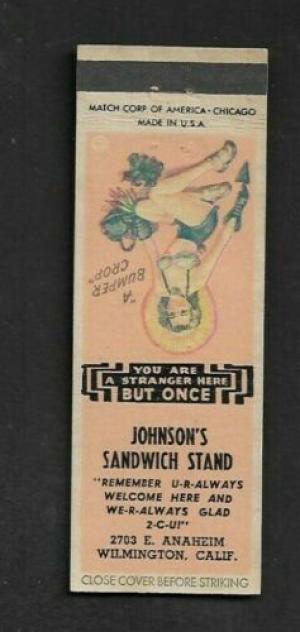 MATCH CORP. OF AMERICA • CHICAGO
MADE IN U.S.A.
"A
BUMPER
CROP"
YOU ARE
A STRANGER HERE
BUT ONCE
JOHNSON'S
SANDWICH STAND
"REMEMBER U-R-ALWAYS
WELCOME HERE AND
WE-R-ALWAYS GLAD
2-C-U!"
2703 E. ANAHEIM
WILMINGTON, CALIF.
CLOSE COVER BEFORE STRIKING